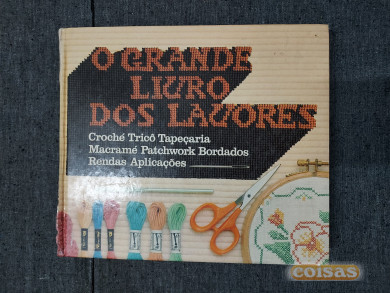 O GRANDE
LIVRO
DOS LAVORES
Croché Tricô Tapeçaria
Macramé Patchwork Bordados
Rendas Aplicações
coisas